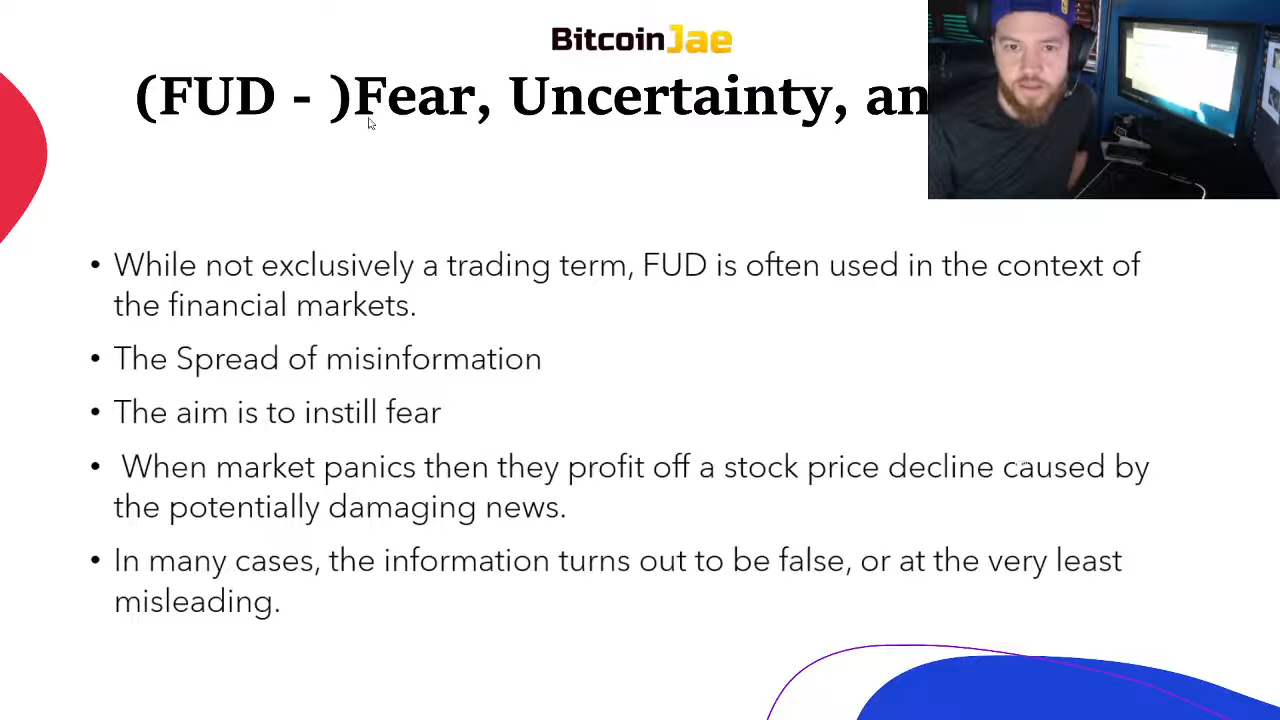 BitcoinJae
(FUD - )Fear, Uncertainty, an
• While not exclusively a trading term, FUD is often used in the context of
the financial markets.
• The Spread of misinformation
• The aim is to instill fear
• When market panics then they profit off a stock price decline caused by
the potentially damaging news.
• In many cases, the information turns out to be false, or at the very least
misleading.